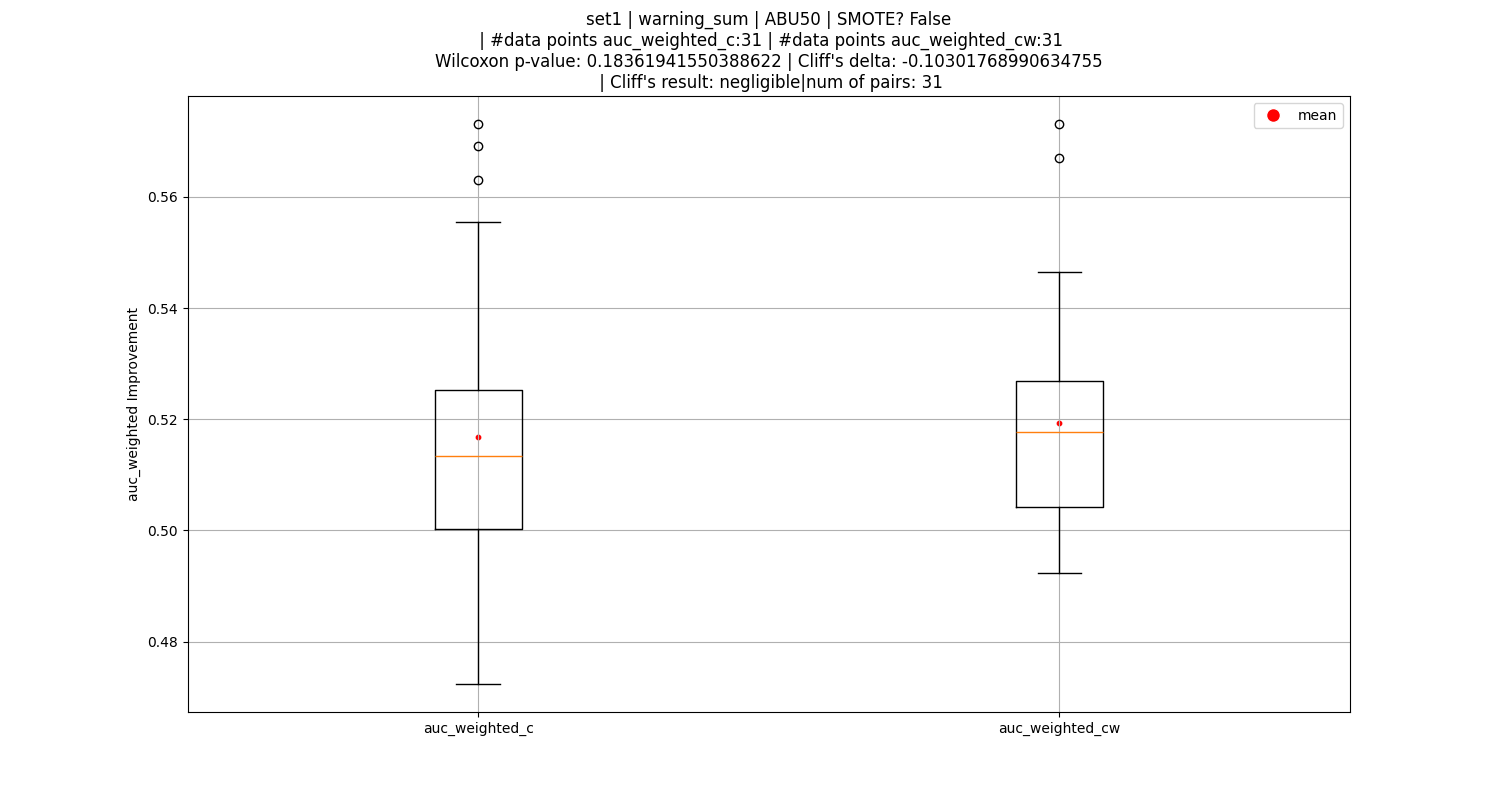 set1 | warning_sum | ABU50 | SMOTE? False
| #data points auc_weighted_c:31 | #data points auc_weighted_cw:31
Wilcoxon p-value: 0.18361941550388622 | Cliff's delta: -0.10301768990634755
| Cliff's result: negligible|num of pairs: 31
mean
0.56
0.54
0.52
0.50
0.48
auc_weighted Improvement
auc_weighted_c
auc_weighted_cw